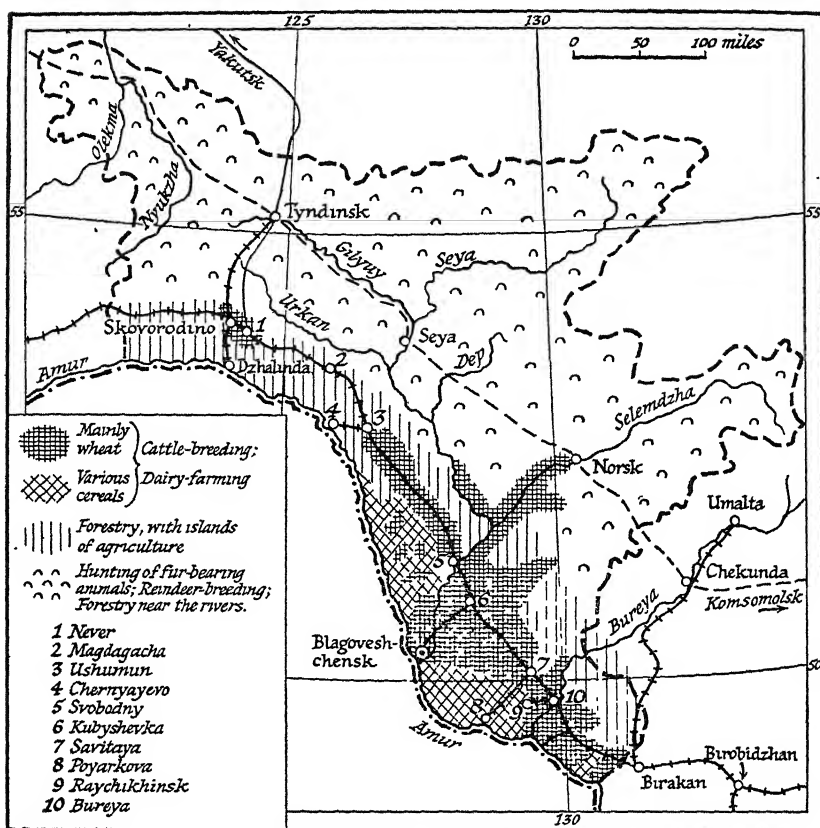 125
130
0 50 100 miles
Yakutsk
Olekma
Nyukzha
55
55
Tyndinsk
Gilyuy
Seya
Urkan
Seya
Dep
Skovorodino
1
Dzhalinda
2
Amur
4
3
Selemdzha
Norsk
Umalta
Chekunda
Komsomolsk
Bureya
5
6
Blagovesh-
chensk
50
7
8
9
10
Amur
Birobidzhan
Birakan
130
Mainly
wheat
Cattle-breeding;
Various
cereals
Dairy-farming
Forestry, with islands
of agriculture
Hunting of fur-bearing
animals; Reindeer-breeding;
Forestry near the rivers.
1 Never
2 Magdagacha
3 Ushumun
4 Chernyayevo
5 Svobodny
6 Kubyshevka
7 Savitaya
8 Poyarkova
9 Raychikhinsk
10 Bureya